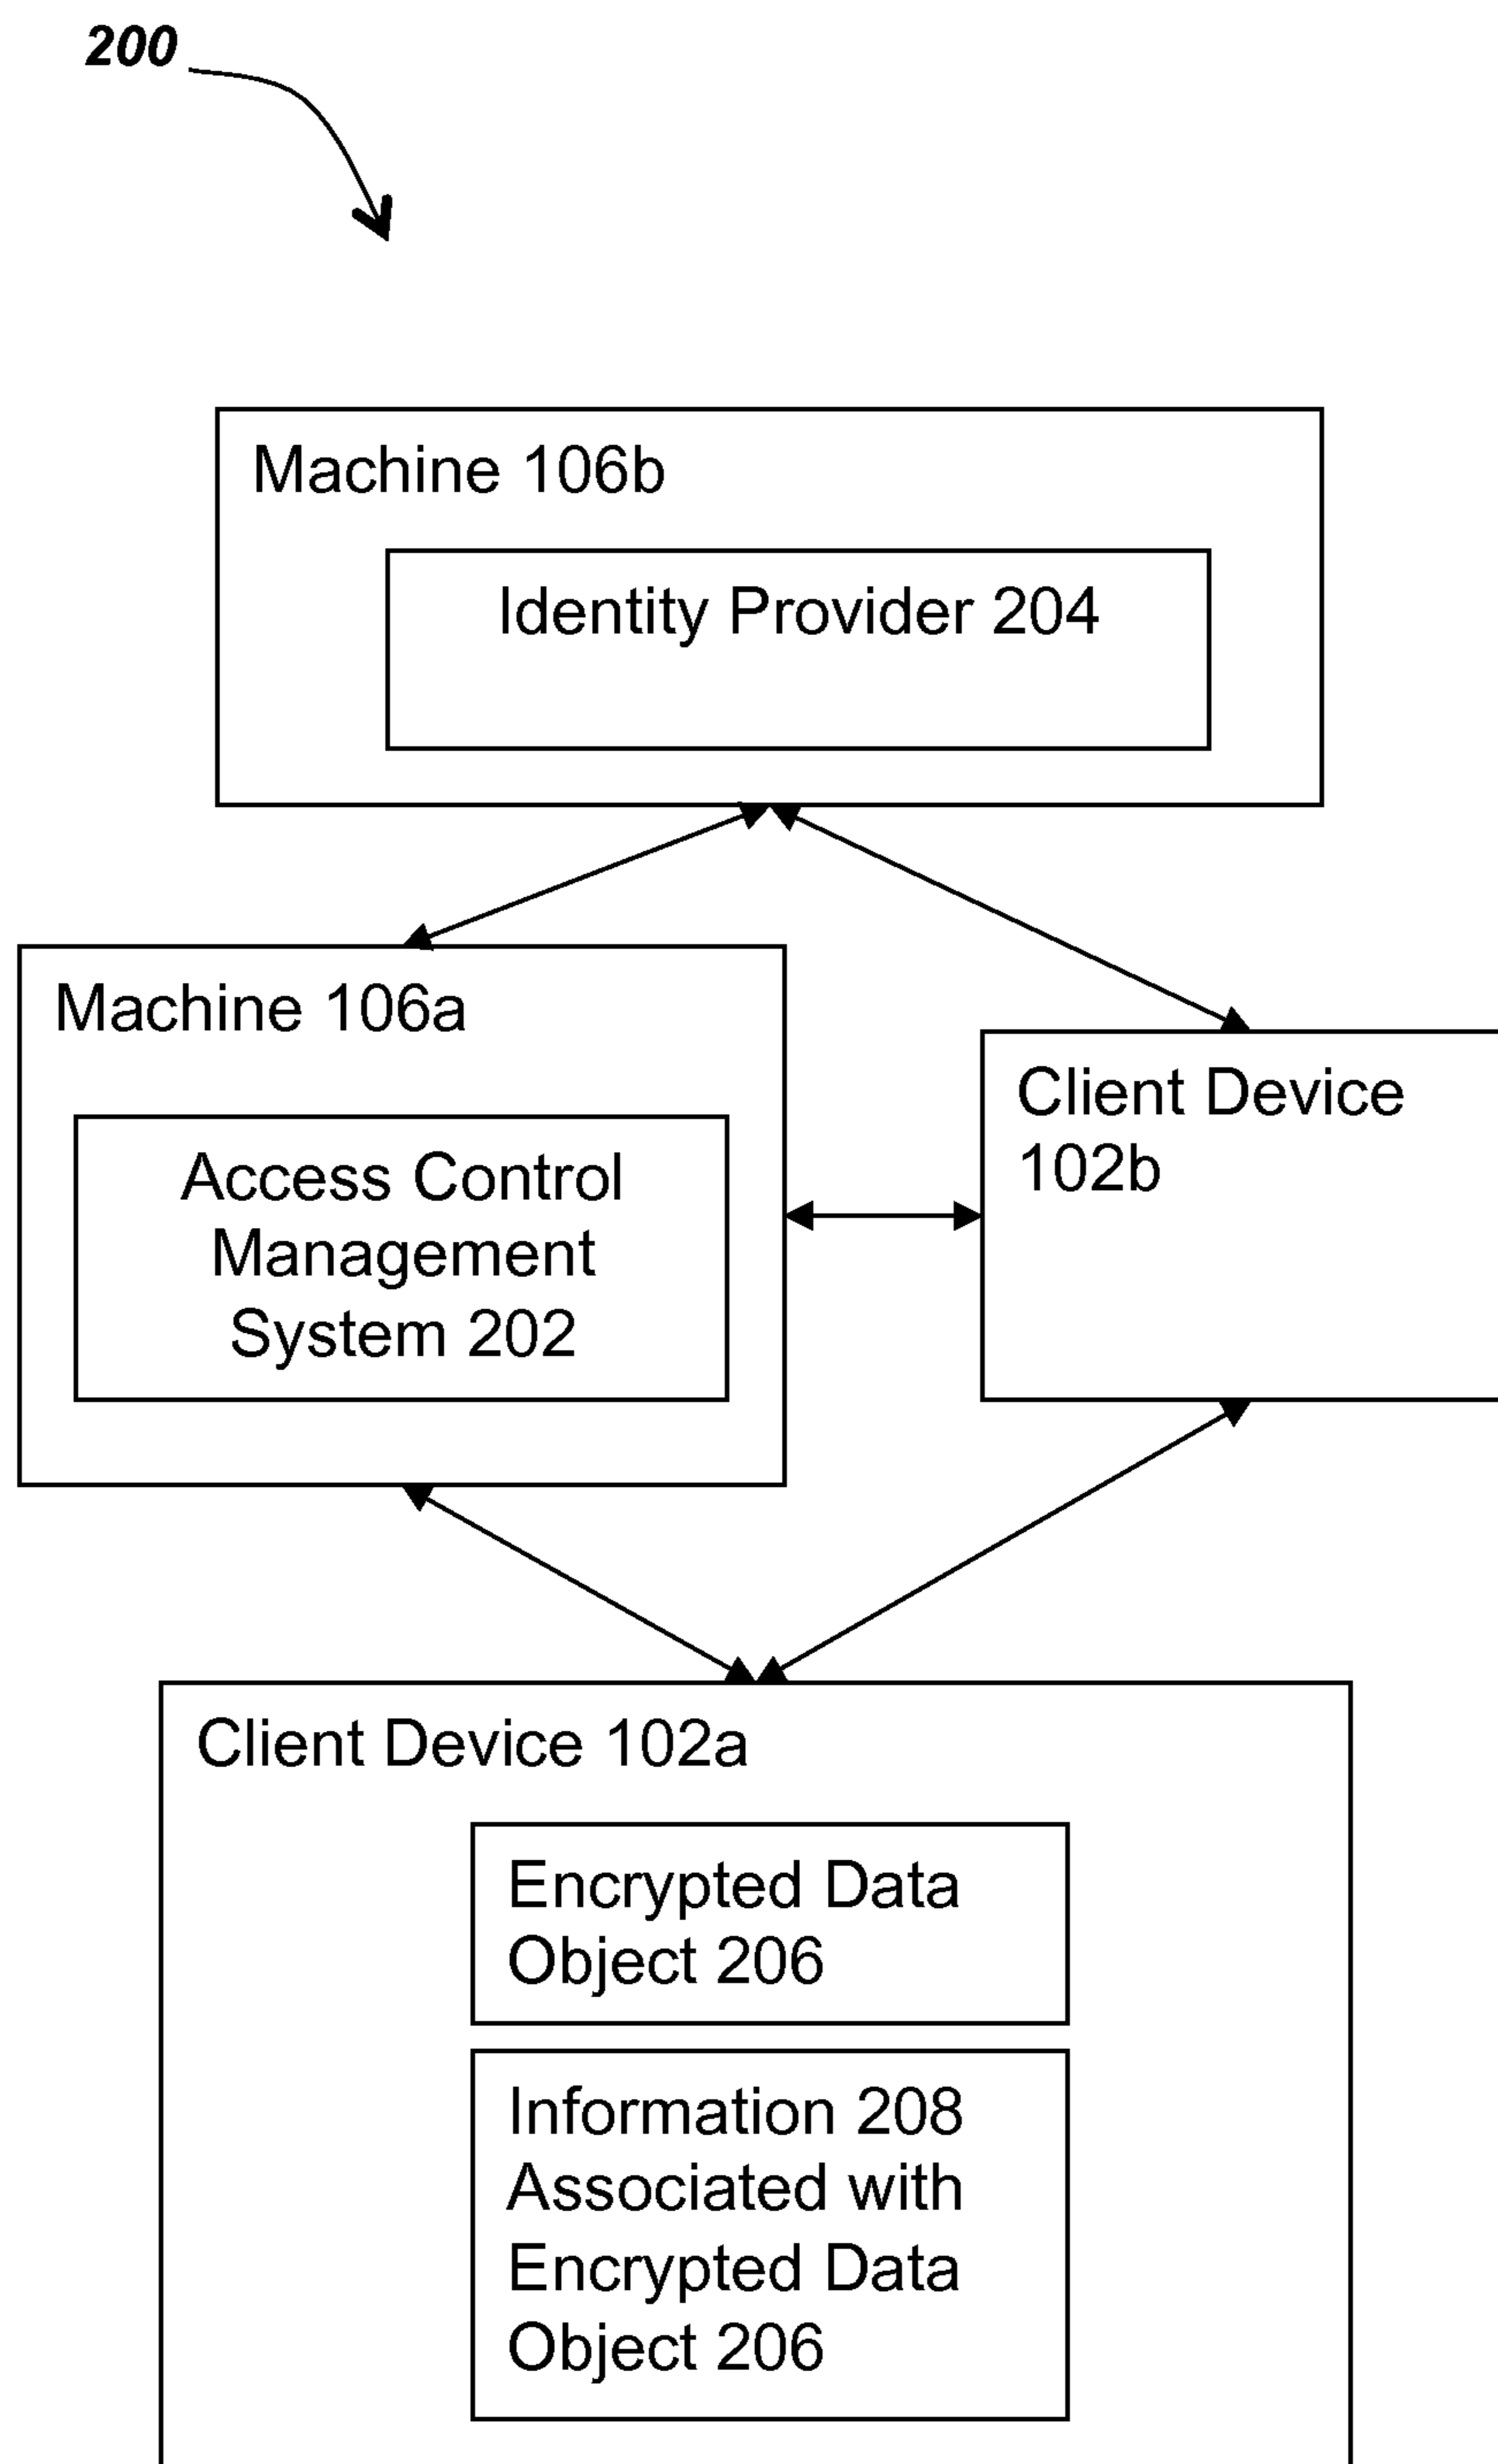 200
Machine 106b
Identity Provider 204
Machine 106a
Access Control
Management
System 202
Client Device
102b
Client Device 102a
Encrypted Data
Object 206
Information 208
Associated with
Encrypted Data
Object 206